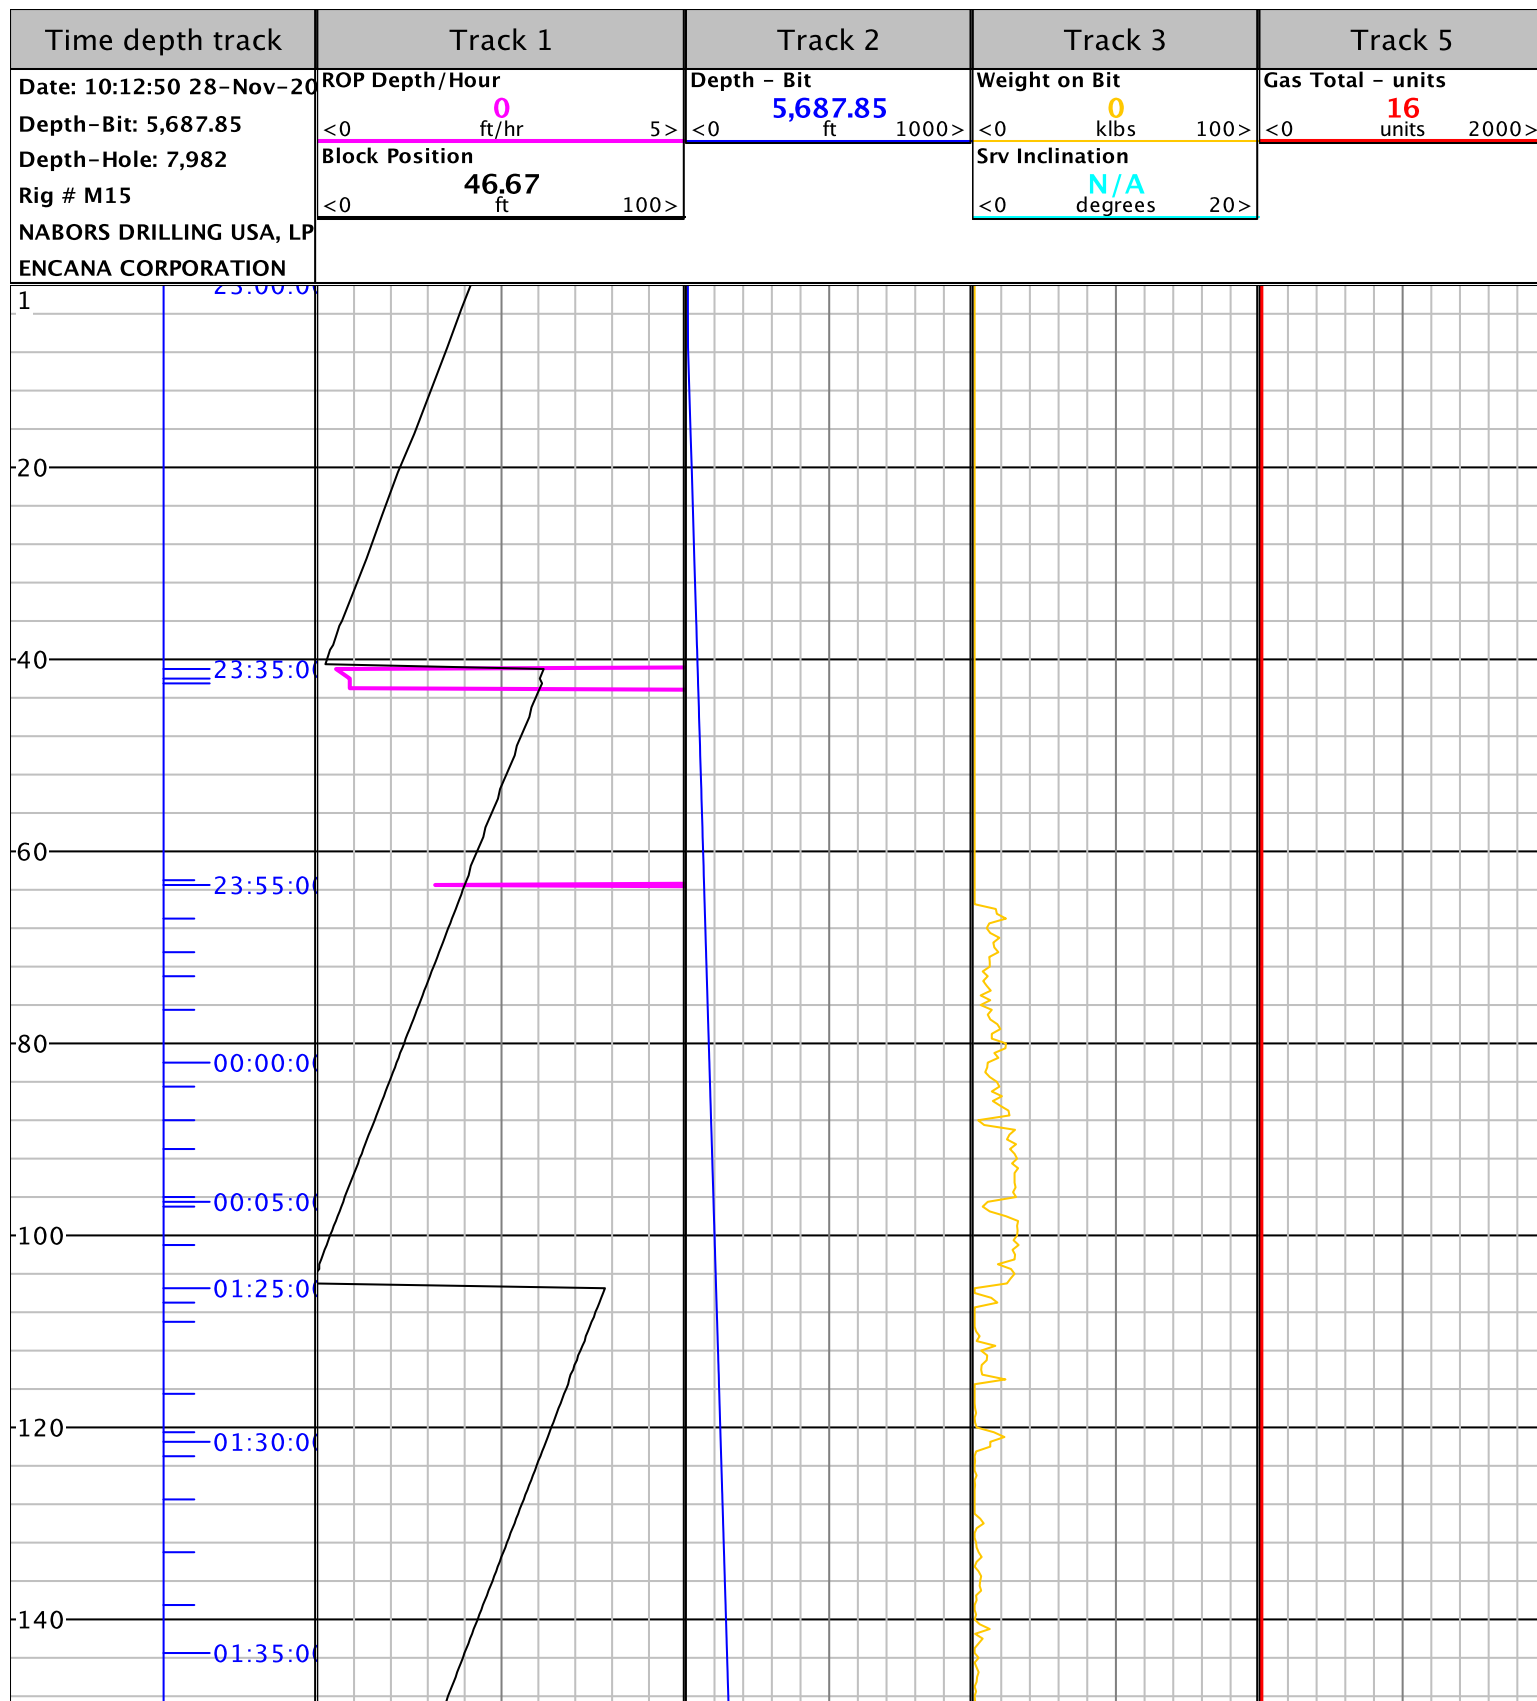 Time depth track
Track 1
Track 2
Track 3
Track 5
Date: 10:12:50 28-Nov-20
Depth-Bit: 5,687.85
Depth-Hole: 7,982
Rig # M15
NABORS DRILLING USA, LP
ENCANA CORPORATION
ROP Depth/Hour
0
<0 ft/hr 5>
Block Position
46.67
<0 ft 100>
Depth - Bit
5,687.85
<0 ft 1000>
Weight on Bit
0
<0 klbs 100>
Srv Inclination
N/A
<0 degrees 20>
Gas Total - units
16
<0 units 2000>
1
20
40
23:35:0
60
23:55:0
80
00:00:0
00:05:0
100
01:25:0
120
01:30:0
140
01:35:0